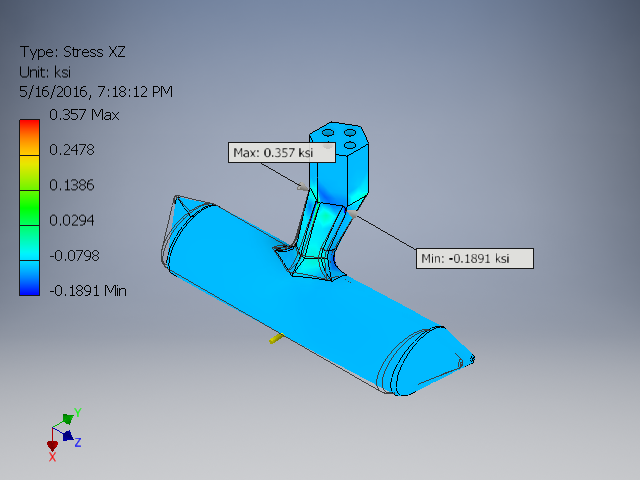 Type: Stress XZ
Unit: ksi
5/16/2016, 7:18:12 PM
0.357 Max
0.2478
0.1386
0.0294
-0.0798
-0.1891 Min
Max: 0.357 ksi
Min: -0.1891 ksi
Y
Z
X